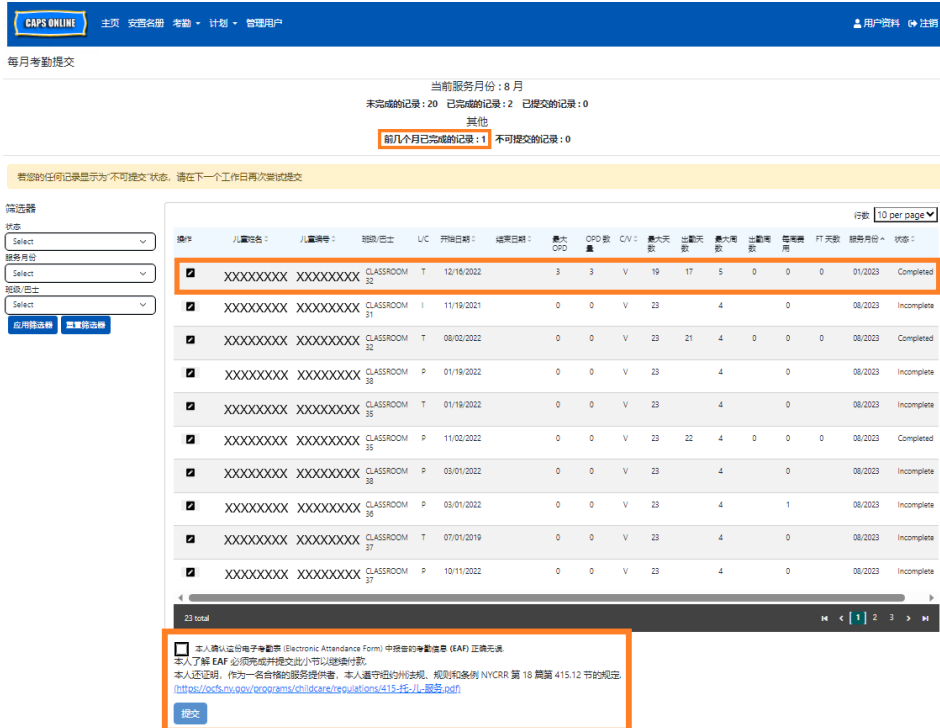 CAPS ONLINE 主页 安置名册 考勤 计划 管理用户 用户资料 注销
每月考勤提交
当前服务月份：8 月
未完成的记录：20 已完成的记录：2 已提交的记录：0
其他
前几个月已完成的记录：1 不可提交的记录：0
若您的任何记录显示为“不可提交”状态，请在下一个工作日再次尝试提交
筛选器
状态
Select
服务月份
Select
班级/巴士
Select
应用筛选器 重置筛选器
行数 10 per page
操作 儿童姓名 儿童编号 班级/巴士 L/C 开始日期 结束日期 最大 OPD OPD 数量 C/V 最大天数 出勤天数 最大周数 出勤周数 每周费用 FT 天数 服务月份 状态
XXXXXXXX XXXXXXXX CLASSROOM 32 T 12/16/2022 3 3 V 19 17 5 0 0 0 01/2023 Completed
XXXXXXXX XXXXXXXX CLASSROOM 31 I 11/19/2021 0 0 V 23 4 0 08/2023 Incomplete
XXXXXXXX XXXXXXXX CLASSROOM 32 T 08/02/2022 0 0 V 23 21 4 0 0 0 08/2023 Completed
XXXXXXXX XXXXXXXX CLASSROOM 38 P 01/19/2022 0 0 V 23 4 0 08/2023 Incomplete
XXXXXXXX XXXXXXXX CLASSROOM 35 T 01/19/2022 0 0 V 23 4 0 08/2023 Incomplete
XXXXXXXX XXXXXXXX CLASSROOM 35 P 11/02/2022 0 0 V 23 22 4 0 0 0 08/2023 Completed
XXXXXXXX XXXXXXXX CLASSROOM 38 P 03/01/2022 0 0 V 23 4 0 08/2023 Incomplete
XXXXXXXX XXXXXXXX CLASSROOM 36 P 03/01/2022 0 0 V 23 4 1 08/2023 Incomplete
XXXXXXXX XXXXXXXX CLASSROOM 37 T 07/01/2019 0 0 V 23 4 0 08/2023 Incomplete
XXXXXXXX XXXXXXXX CLASSROOM 37 P 10/11/2022 0 0 V 23 4 0 08/2023 Incomplete
23 total 1 2 3
本人确认这份电子考勤表 (Electronic Attendance Form) 中报告的考勤信息 (EAF) 正确无误.
本人了解 EAF 必须完成并提交此小节以继续付款.
本人还证明，作为一名合格的服务提供者，本人遵守纽约州法规、规则和条例 NYCRR 第 18 篇第 415.12 节的规定.
(https://ocfs.ny.gov/programs/childcare/regulations/415-托-儿-服务.pdf)
提交